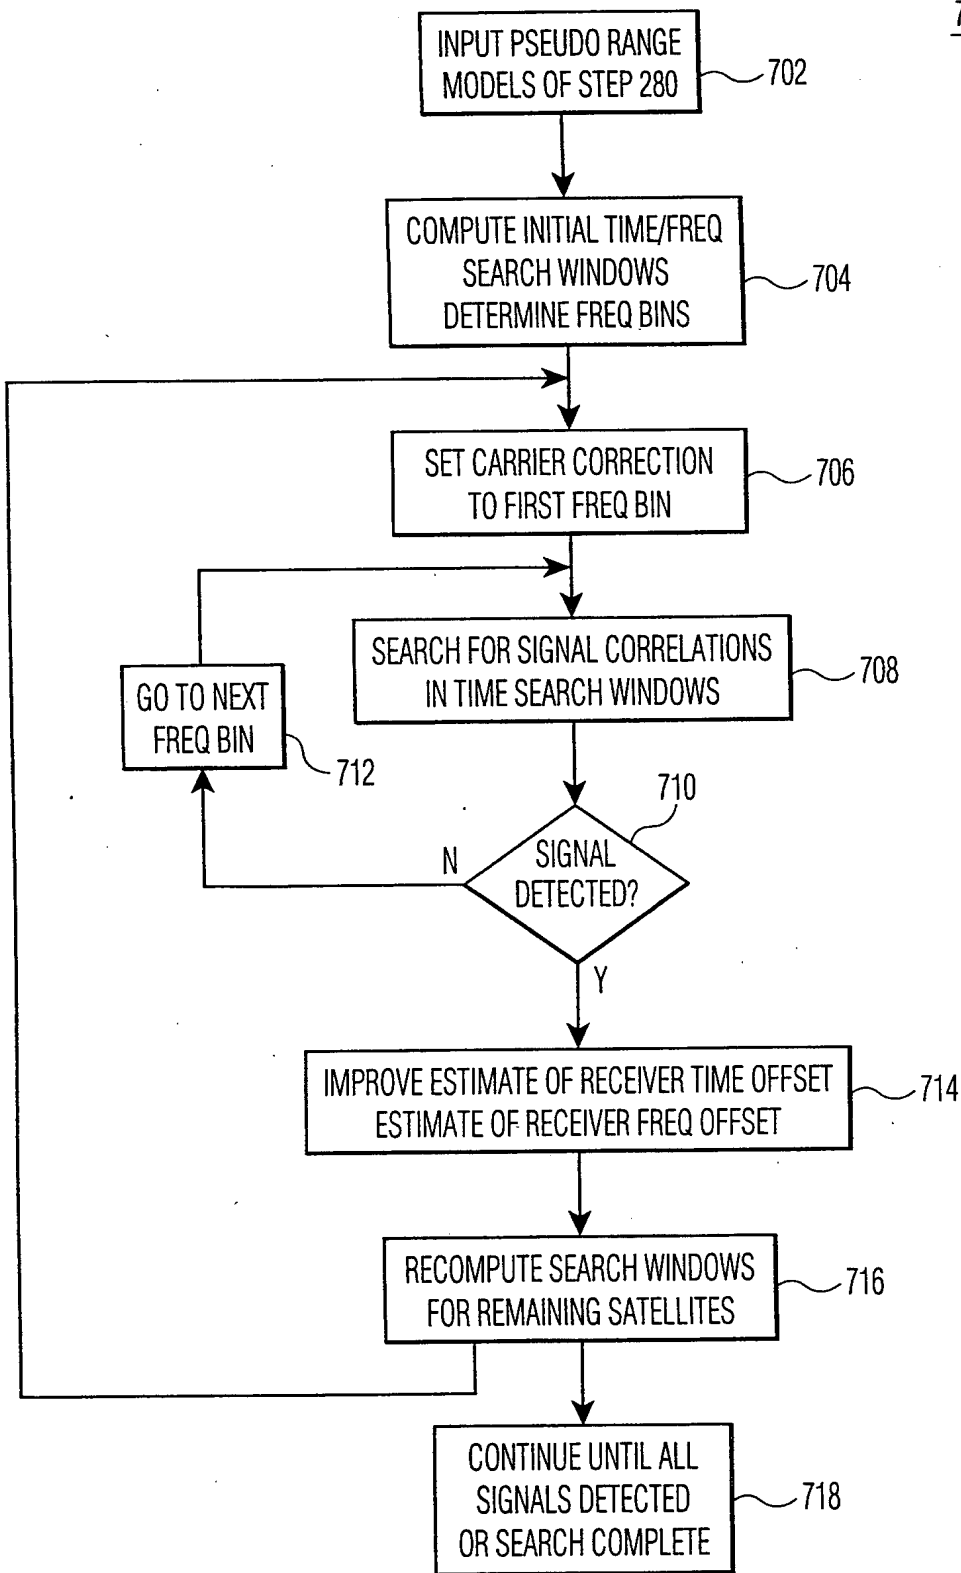 7
INPUT PSEUDO RANGE
MODELS OF STEP 280
702
COMPUTE INITIAL TIME/FREQ
SEARCH WINDOWS
DETERMINE FREQ BINS
704
SET CARRIER CORRECTION
TO FIRST FREQ BIN
706
SEARCH FOR SIGNAL CORRELATIONS
IN TIME SEARCH WINDOWS
708
GO TO NEXT
FREQ BIN
712
710
SIGNAL
DETECTED?
N
Y
IMPROVE ESTIMATE OF RECEIVER TIME OFFSET
ESTIMATE OF RECEIVER FREQ OFFSET
714
RECOMPUTE SEARCH WINDOWS
FOR REMAINING SATELLITES
716
CONTINUE UNTIL ALL
SIGNALS DETECTED
OR SEARCH COMPLETE
718